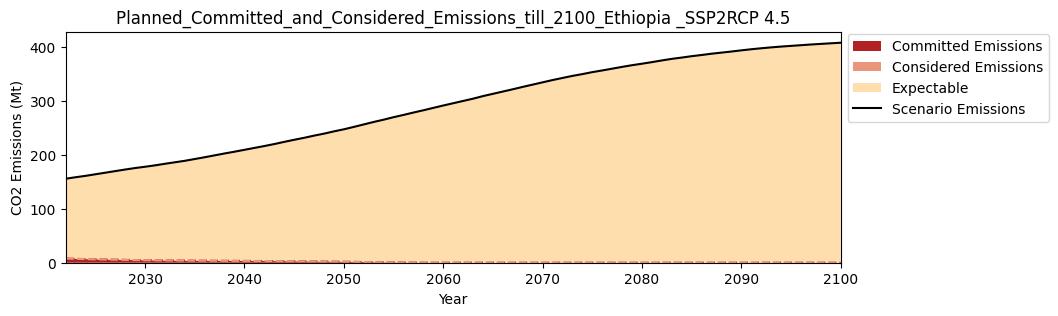 Planned_Committed_and_Considered_Emissions_till_2100_Ethiopia _SSP2RCP 4.5
CO2 Emissions (Mt)
400
300
200
100
0
2030 2040 2050 2060 2070 2080 2090 2100
Year
Committed Emissions
Considered Emissions
Expectable
Scenario Emissions